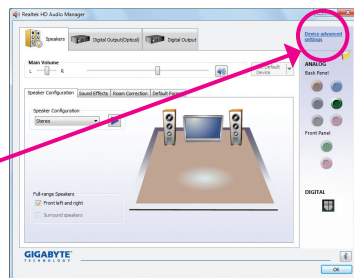 Realtek HD Audio Manager
Speakers
Digital Output(Optical)
Digital Output
Device advanced
settings
Main Volume
L
R
Device
ANALOG
Back Panel
Speaker Configuration
Sound Effects
Room Correction
Default Format
Speaker Configuration
Stereo
Front Panel
Full-range Speakers
Front left and right
Surround speakers
DIGITAL
GIGABYTE
TECHNOLOGY
OK